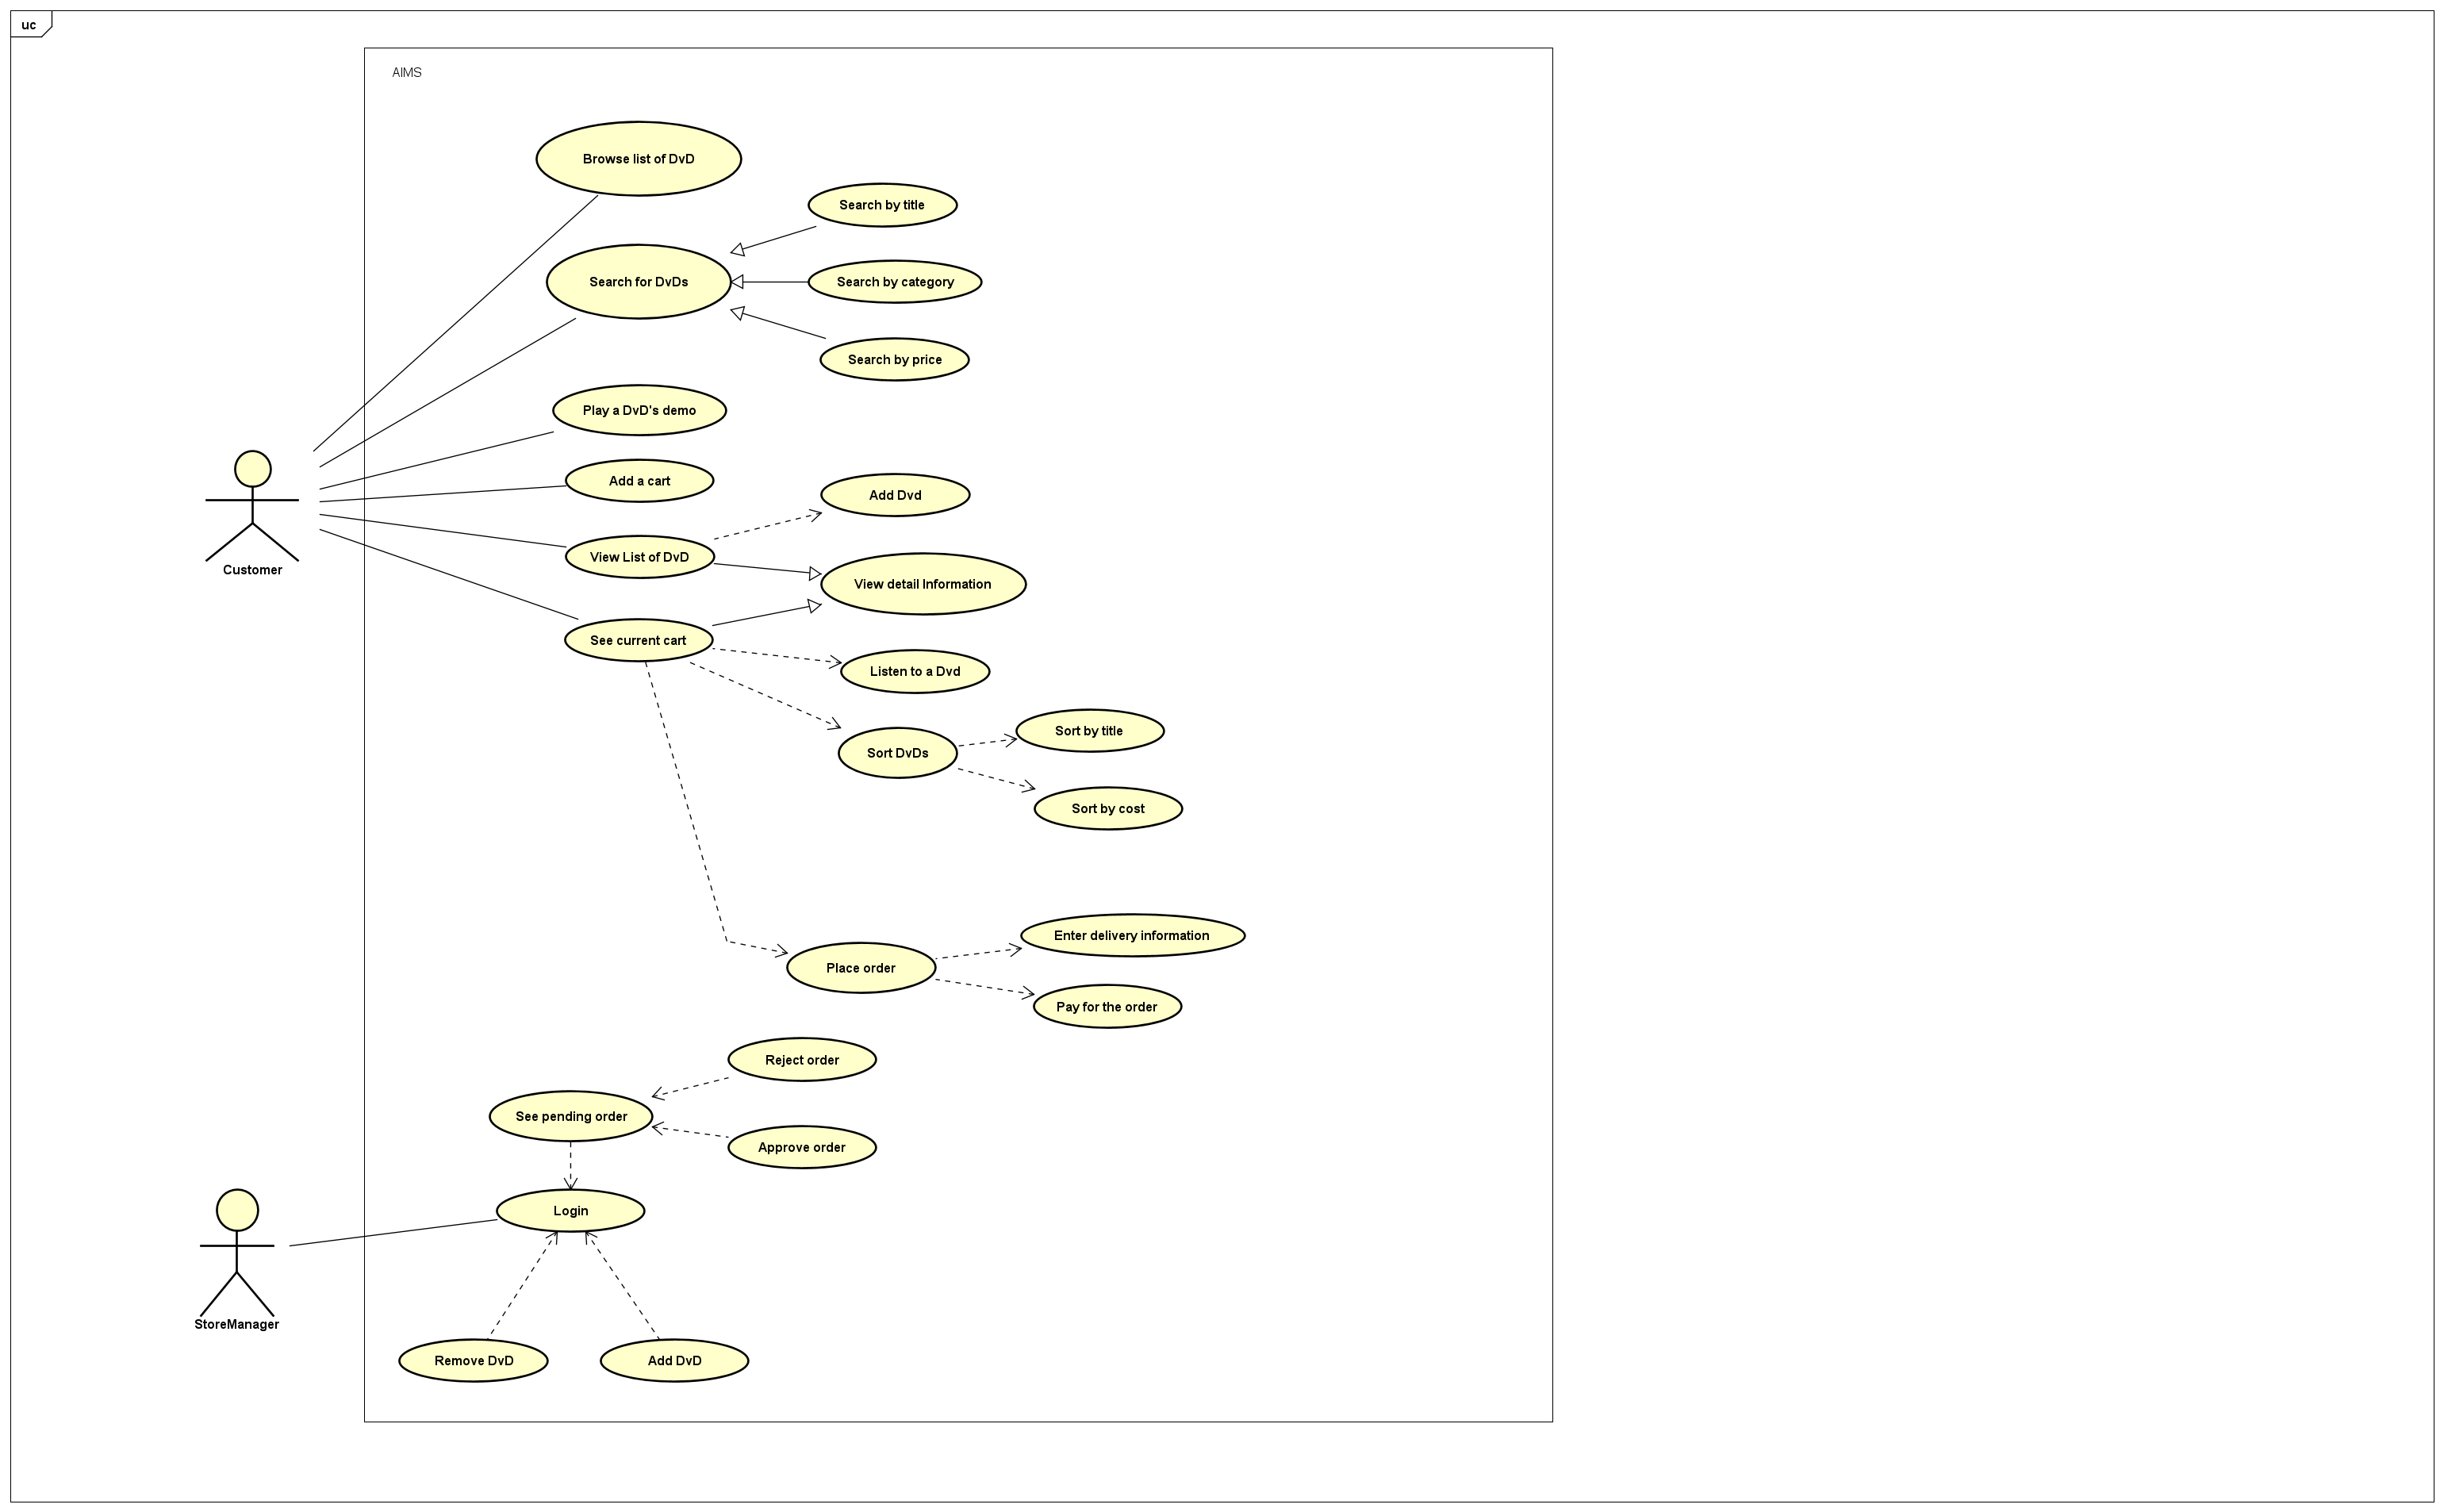 uc
AIMS
Browse list of DvD
Search by title
Search for DvDs
Search by category
Search by price
Play a DvD's demo
Add a cart
Add Dvd
View List of DvD
View detail Information
Customer
See current cart
Listen to a Dvd
Sort by title
Sort DvDs
Sort by cost
Enter delivery information
Place order
Pay for the order
Reject order
See pending order
Approve order
Login
StoreManager
Remove DvD
Add DvD